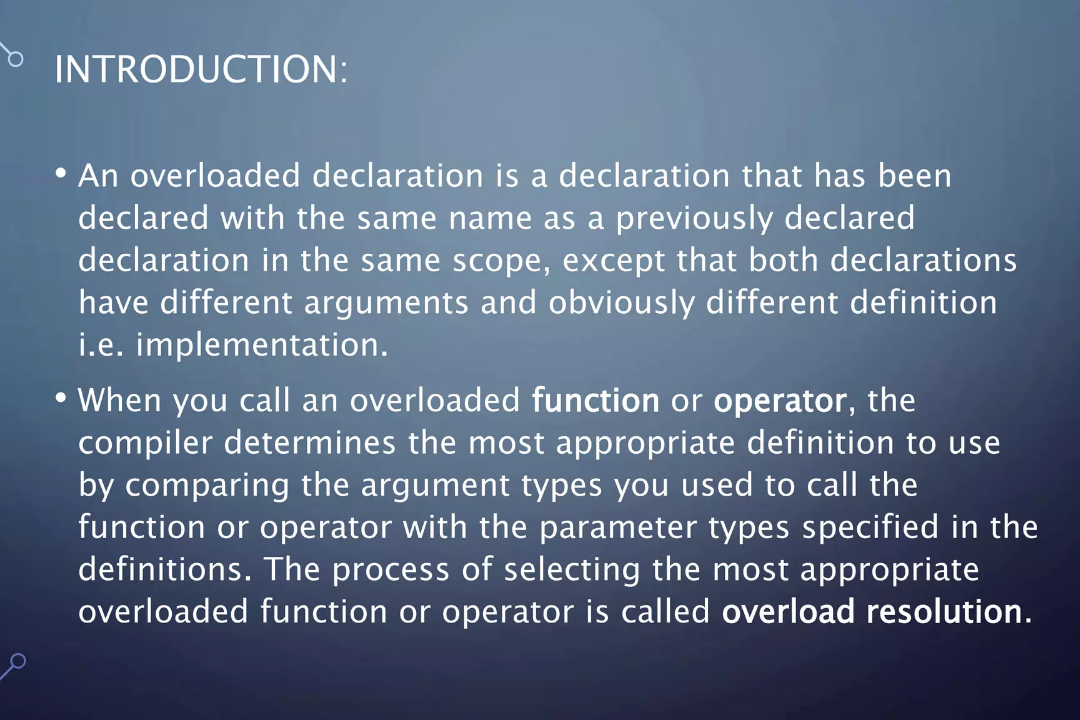 INTRODUCTION:
• An overloaded declaration is a declaration that has been
declared with the same name as a previously declared
declaration in the same scope, except that both declarations
have different arguments and obviously different definition
i.e. implementation.
• When you call an overloaded function or operator, the
compiler determines the most appropriate definition to use
by comparing the argument types you used to call the
function or operator with the parameter types specified in the
definitions. The process of selecting the most appropriate
overloaded function or operator is called overload resolution.